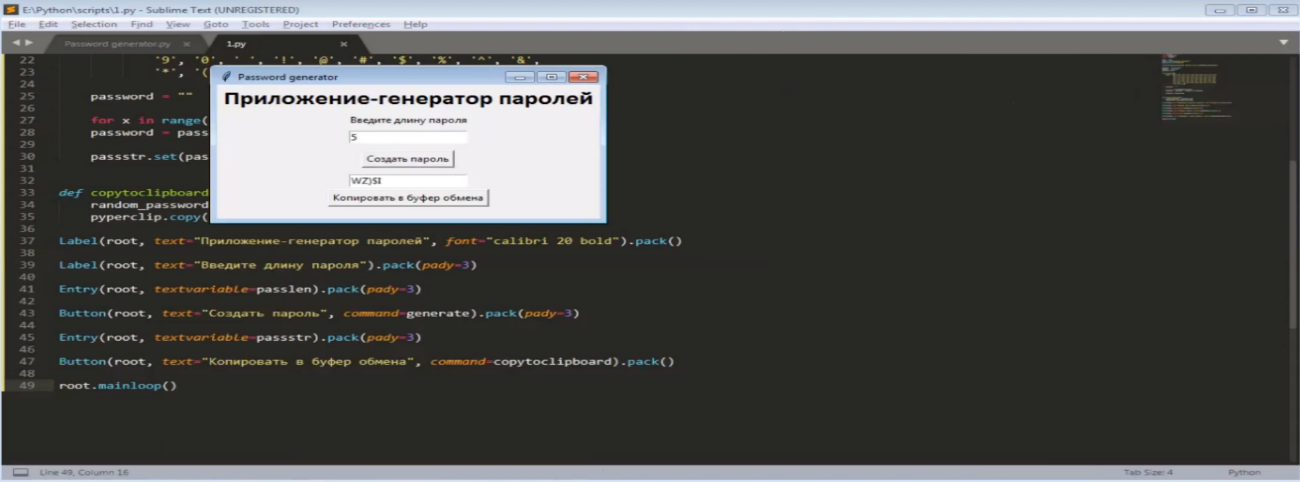 E:\Python\scripts\1.py - Sublime Text (UNREGISTERED)
File Edit Selection Find View Goto Tools Project Preferences Help
Password generator.py × 1.py ×
22 '9', '0', ' ', '!', '@', '#', '$', '%', '^', '&',
23 '*', '(
24
25 password = ""
26
27 for x in range(
28 password = pass
29
30 passstr.set(pas
31
32
33 def copytoclipboard
34 random_password
35 pyperclip.copy(
36
37 Label(root, text="Приложение-генератор паролей", font="calibri 20 bold").pack()
38
39 Label(root, text="Введите длину пароля").pack(pady=3)
40
41 Entry(root, textvariable=passlen).pack(pady=3)
42
43 Button(root, text="Создать пароль", command=generate).pack(pady=3)
44
45 Entry(root, textvariable=passstr).pack(pady=3)
46
47 Button(root, text="Копировать в буфер обмена", command=copytoclipboard).pack()
48
49 root.mainloop()
Password generator
Приложение-генератор паролей
Введите длину пароля
5
Создать пароль
WZ)$I
Копировать в буфер обмена
Line 49, Column 16 Tab Size: 4 Python